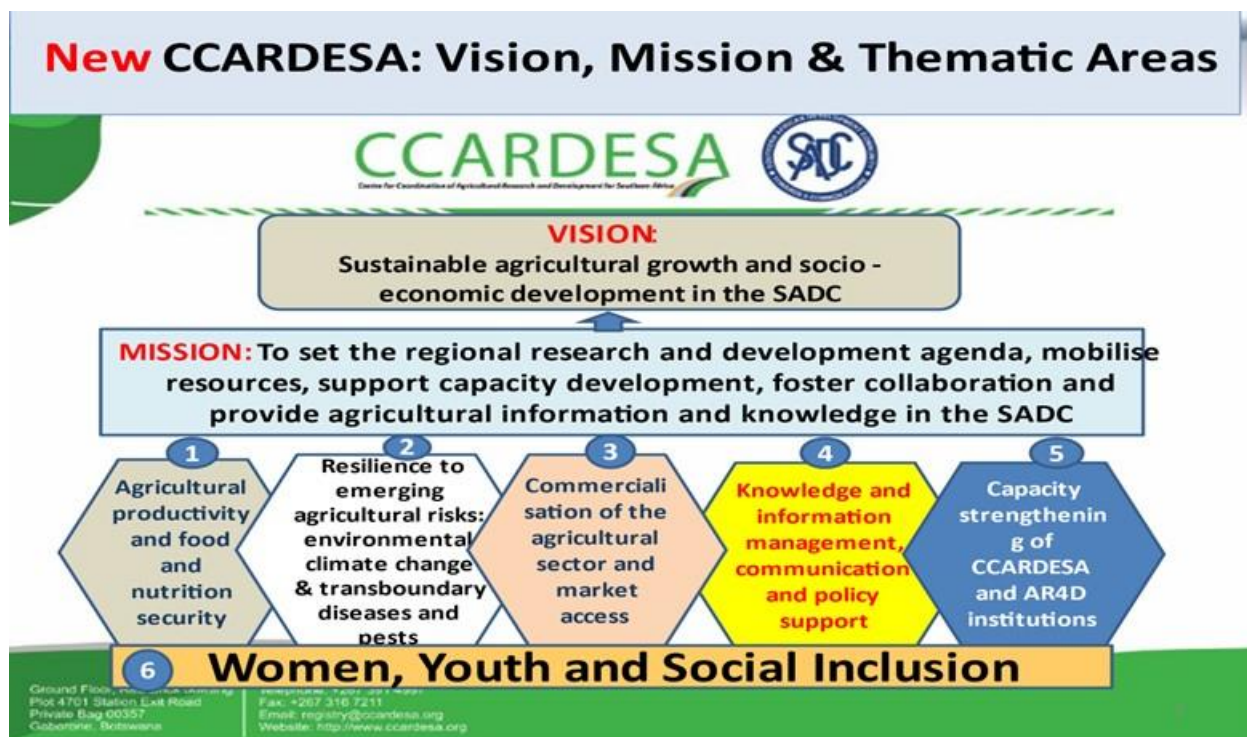 New CCARDESA: Vision, Mission & Thematic Areas
CCARDESA
Centre for Coordination of Agricultural Research and Development for Southern Africa
SADC
VISION:
Sustainable agricultural growth and socio -
economic development in the SADC
MISSION: To set the regional research and development agenda, mobilise
resources, support capacity development, foster collaboration and
provide agricultural information and knowledge in the SADC
1
Agricultural
productivity
and food
and
nutrition
security
2
Resilience to
emerging
agricultural risks:
environmental
climate change
& transboundary
diseases and
pests
3
Commerciali
sation of the
agricultural
sector and
market
access
4
Knowledge and
information
management,
communication
and policy
support
5
Capacity
strengthenin
g of
CCARDESA
and AR4D
institutions
6 Women, Youth and Social Inclusion
Ground Floor,
Plot 4701 Station Exit Road
Private Bag 00357
Gaborone, Botswana
Fax: +267 316 7211
Email: registry@ccardesa.org
Website: http://www.ccardesa.org